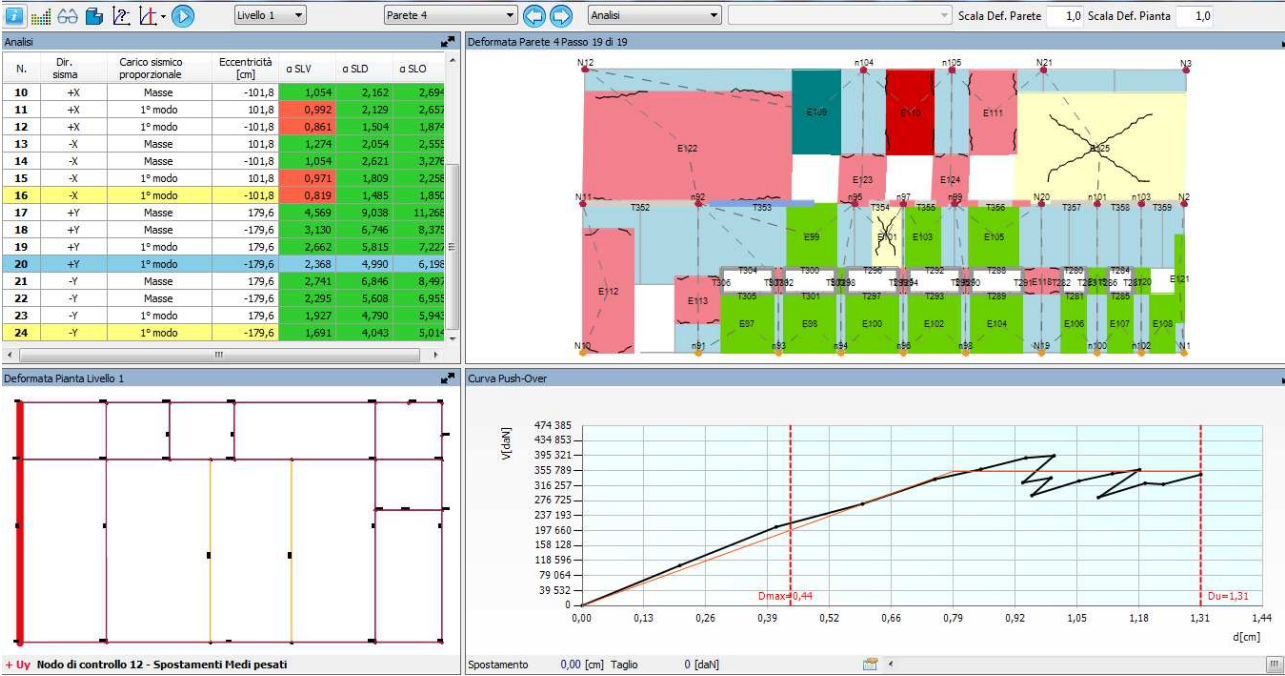 Livello 1 Parete 4 Analisi Scala Def. Parete 1,0 Scala Def. Pianta 1,0
Analisi
N. Dir. sisma Carico sismico proporzionale Eccentricità [cm] α SLV α SLD α SLO
10 +X Masse -101,8 1,054 2,162 2,694
11 +X 1° modo -101,8 0,992 2,129 2,657
12 +X 1° modo -101,8 0,861 1,504 1,874
13 -X Masse -101,8 1,274 2,054 2,555
14 -X Masse -101,8 1,054 2,621 3,276
15 -X 1° modo -101,8 0,971 1,809 2,258
16 -X 1° modo -101,8 0,819 1,485 1,850
17 +Y Masse 179,6 4,569 9,038 11,268
18 +Y Masse -179,6 3,130 6,746 8,375
19 +Y 1° modo 179,6 2,662 5,815 7,227
20 +Y 1° modo -179,6 2,368 4,990 6,198
21 -Y Masse 179,6 2,741 6,846 8,497
22 -Y Masse -179,6 2,295 5,608 6,955
23 -Y 1° modo 179,6 1,927 4,790 5,943
24 -Y 1° modo -179,6 1,691 4,043 5,014
Deformata Parete 4 Passo 19 di 19
N12 n104 n105 N21 N3
E109 E110 E111
E122 E125
E123 E124
N11 n92 n95 n97 n99 N20 n101 n103 N2
T352 T353 T354 T355 T356 T357 T358 T359
E99 E101 E103 E105
T304 T300 T296 T292 T288 T280 T284
T306 E118 T282 E121
E112 E113
T305 T301 T297 T293 T289 T281 T285
E97 E98 E100 E102 E104 E106 E107 E108
N10 n91 n93 n94 n96 n98 N19 n100 n102 N1
Deformata Pianta Livello 1
+ Uy Nodo di controllo 12 - Spostamenti Medi pesati
Curva Push-Over
V[daN]
474 385
434 853
395 321
355 789
316 257
276 725
237 193
197 660
158 128
118 596
79 064
39 532
0
Dmax=0,44 Du=1,31
0,00 0,13 0,26 0,39 0,52 0,66 0,79 0,92 1,05 1,18 1,31 1,44
d[cm]
Spostamento 0,00 [cm] Taglio 0 [daN]